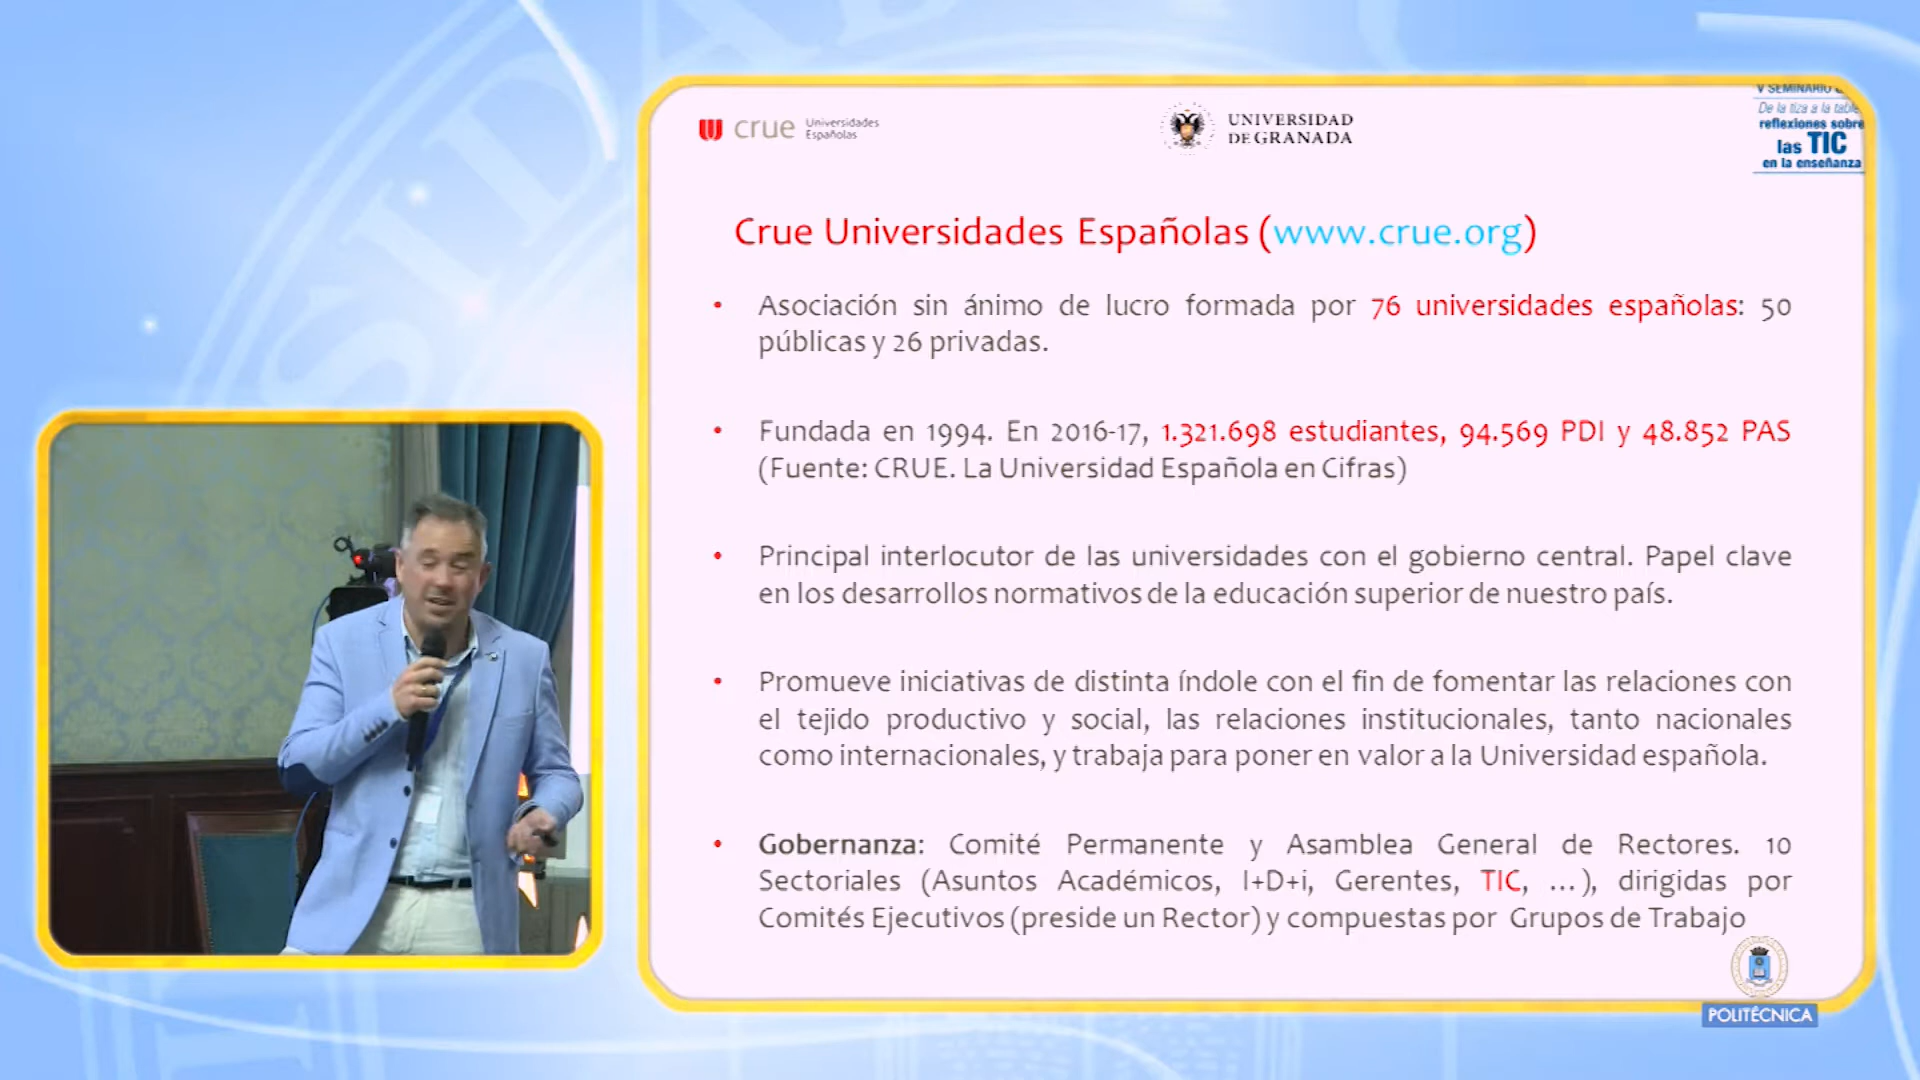 crue Universidades
Españolas
UNIVERSIDAD
DE GRANADA
V SEMINARIO
De la tiza a la table
reflexiones sobre
las TIC
en la enseñanza
Crue Universidades Españolas (www.crue.org)
• Asociación sin ánimo de lucro formada por 76 universidades españolas: 50
públicas y 26 privadas.
• Fundada en 1994. En 2016-17, 1.321.698 estudiantes, 94.569 PDI y 48.852 PAS
(Fuente: CRUE. La Universidad Española en Cifras)
• Principal interlocutor de las universidades con el gobierno central. Papel clave
en los desarrollos normativos de la educación superior de nuestro país.
• Promueve iniciativas de distinta índole con el fin de fomentar las relaciones con
el tejido productivo y social, las relaciones institucionales, tanto nacionales
como internacionales, y trabaja para poner en valor a la Universidad española.
• Gobernanza: Comité Permanente y Asamblea General de Rectores. 10
Sectoriales (Asuntos Académicos, I+D+i, Gerentes, TIC, ...), dirigidas por
Comités Ejecutivos (preside un Rector) y compuestas por Grupos de Trabajo
POLITÉCNICA